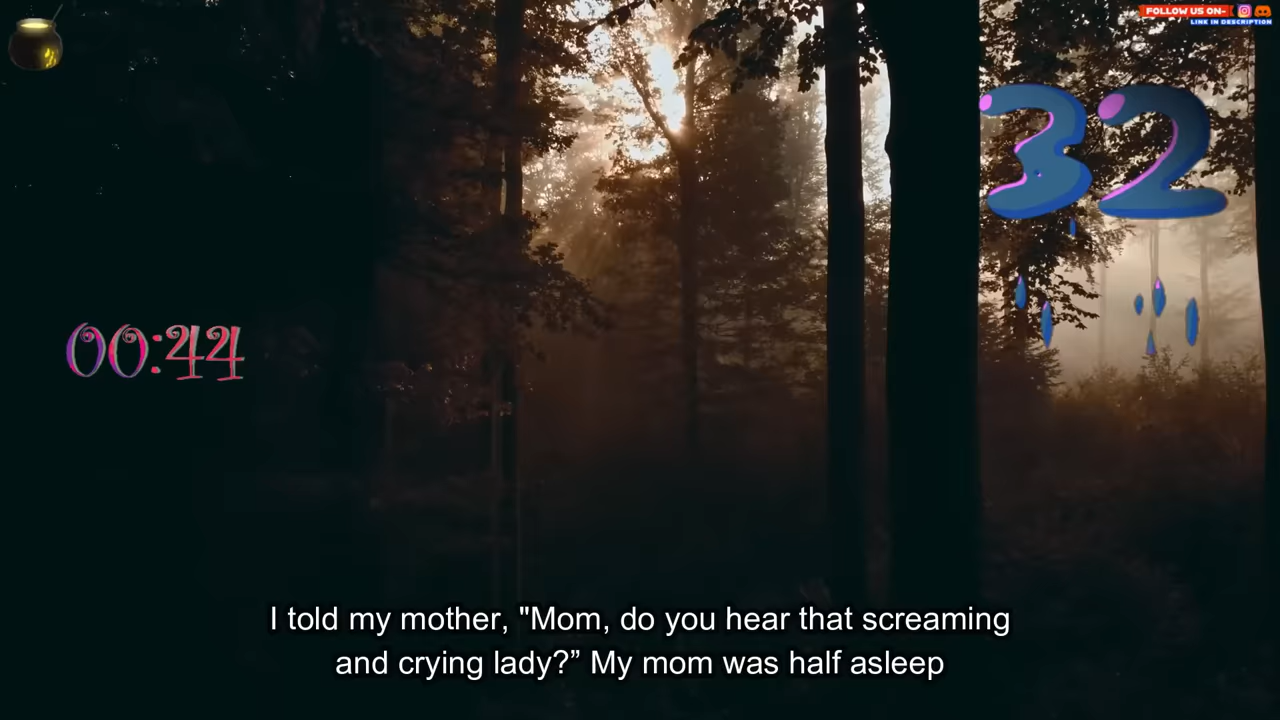 FOLLOW US ON-
LINK IN DESCRIPTION
32
00:44
I told my mother, "Mom, do you hear that screaming
and crying lady?” My mom was half asleep